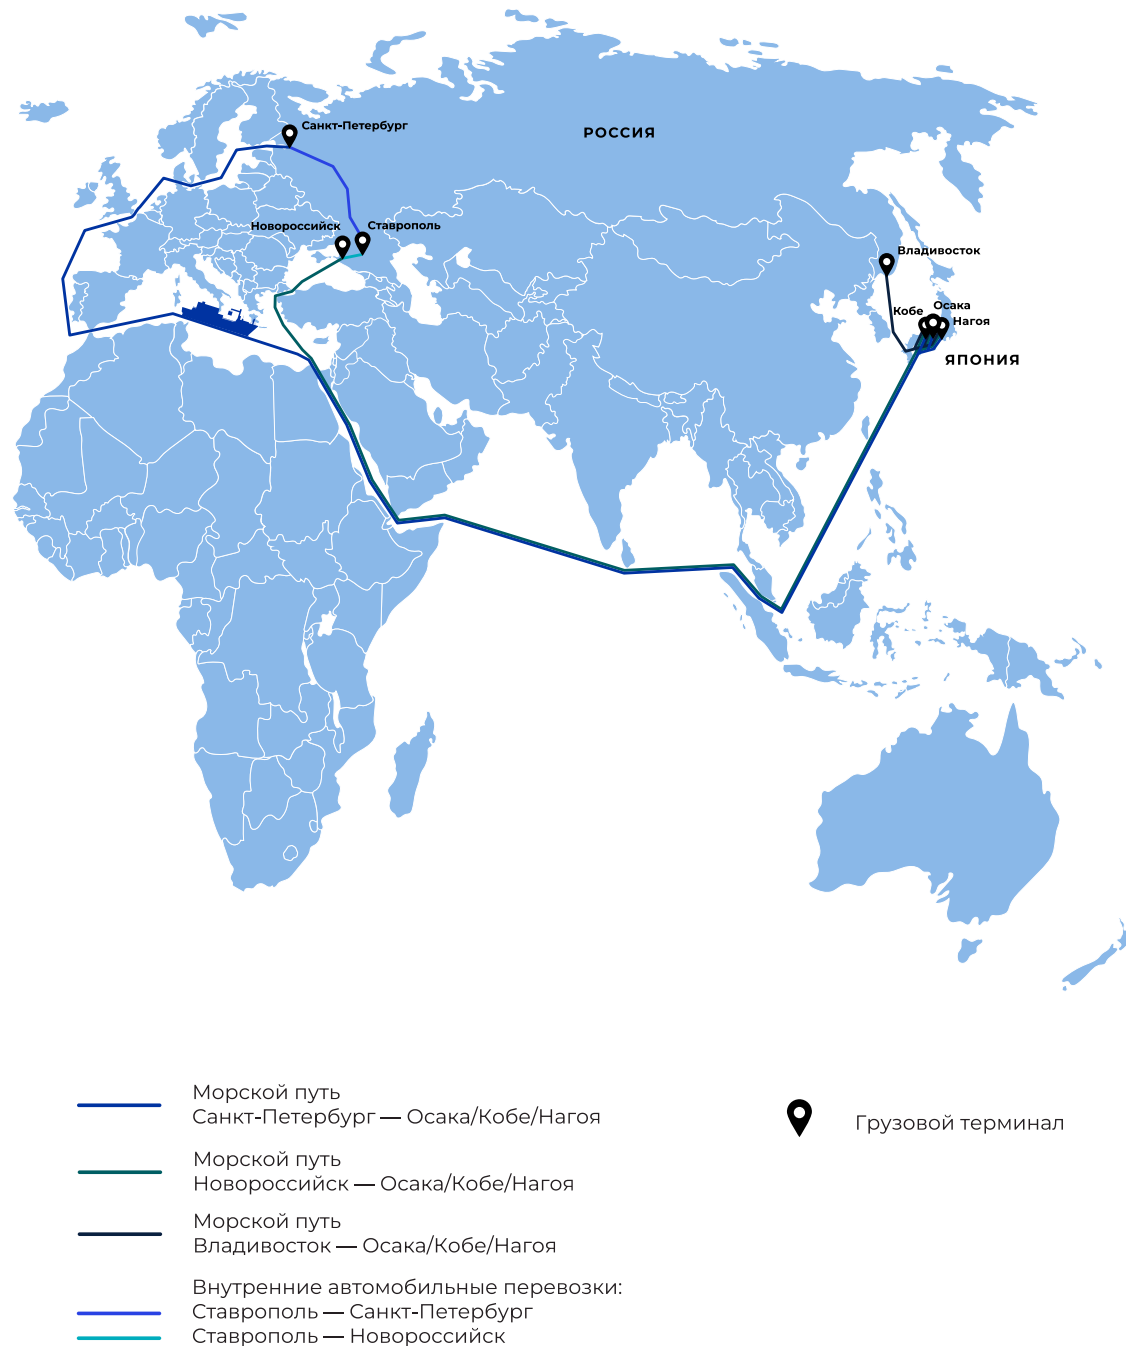 Санкт-Петербург
РОССИЯ
Новороссийск
Ставрополь
Владивосток
Осака
Кобе
Нагоя
ЯПОНИЯ
Морской путь
Санкт-Петербург — Осака/Кобе/Нагоя
Морской путь
Новороссийск — Осака/Кобе/Нагоя
Морской путь
Владивосток — Осака/Кобе/Нагоя
Внутренние автомобильные перевозки:
Ставрополь — Санкт-Петербург
Ставрополь — Новороссийск
Грузовой терминал